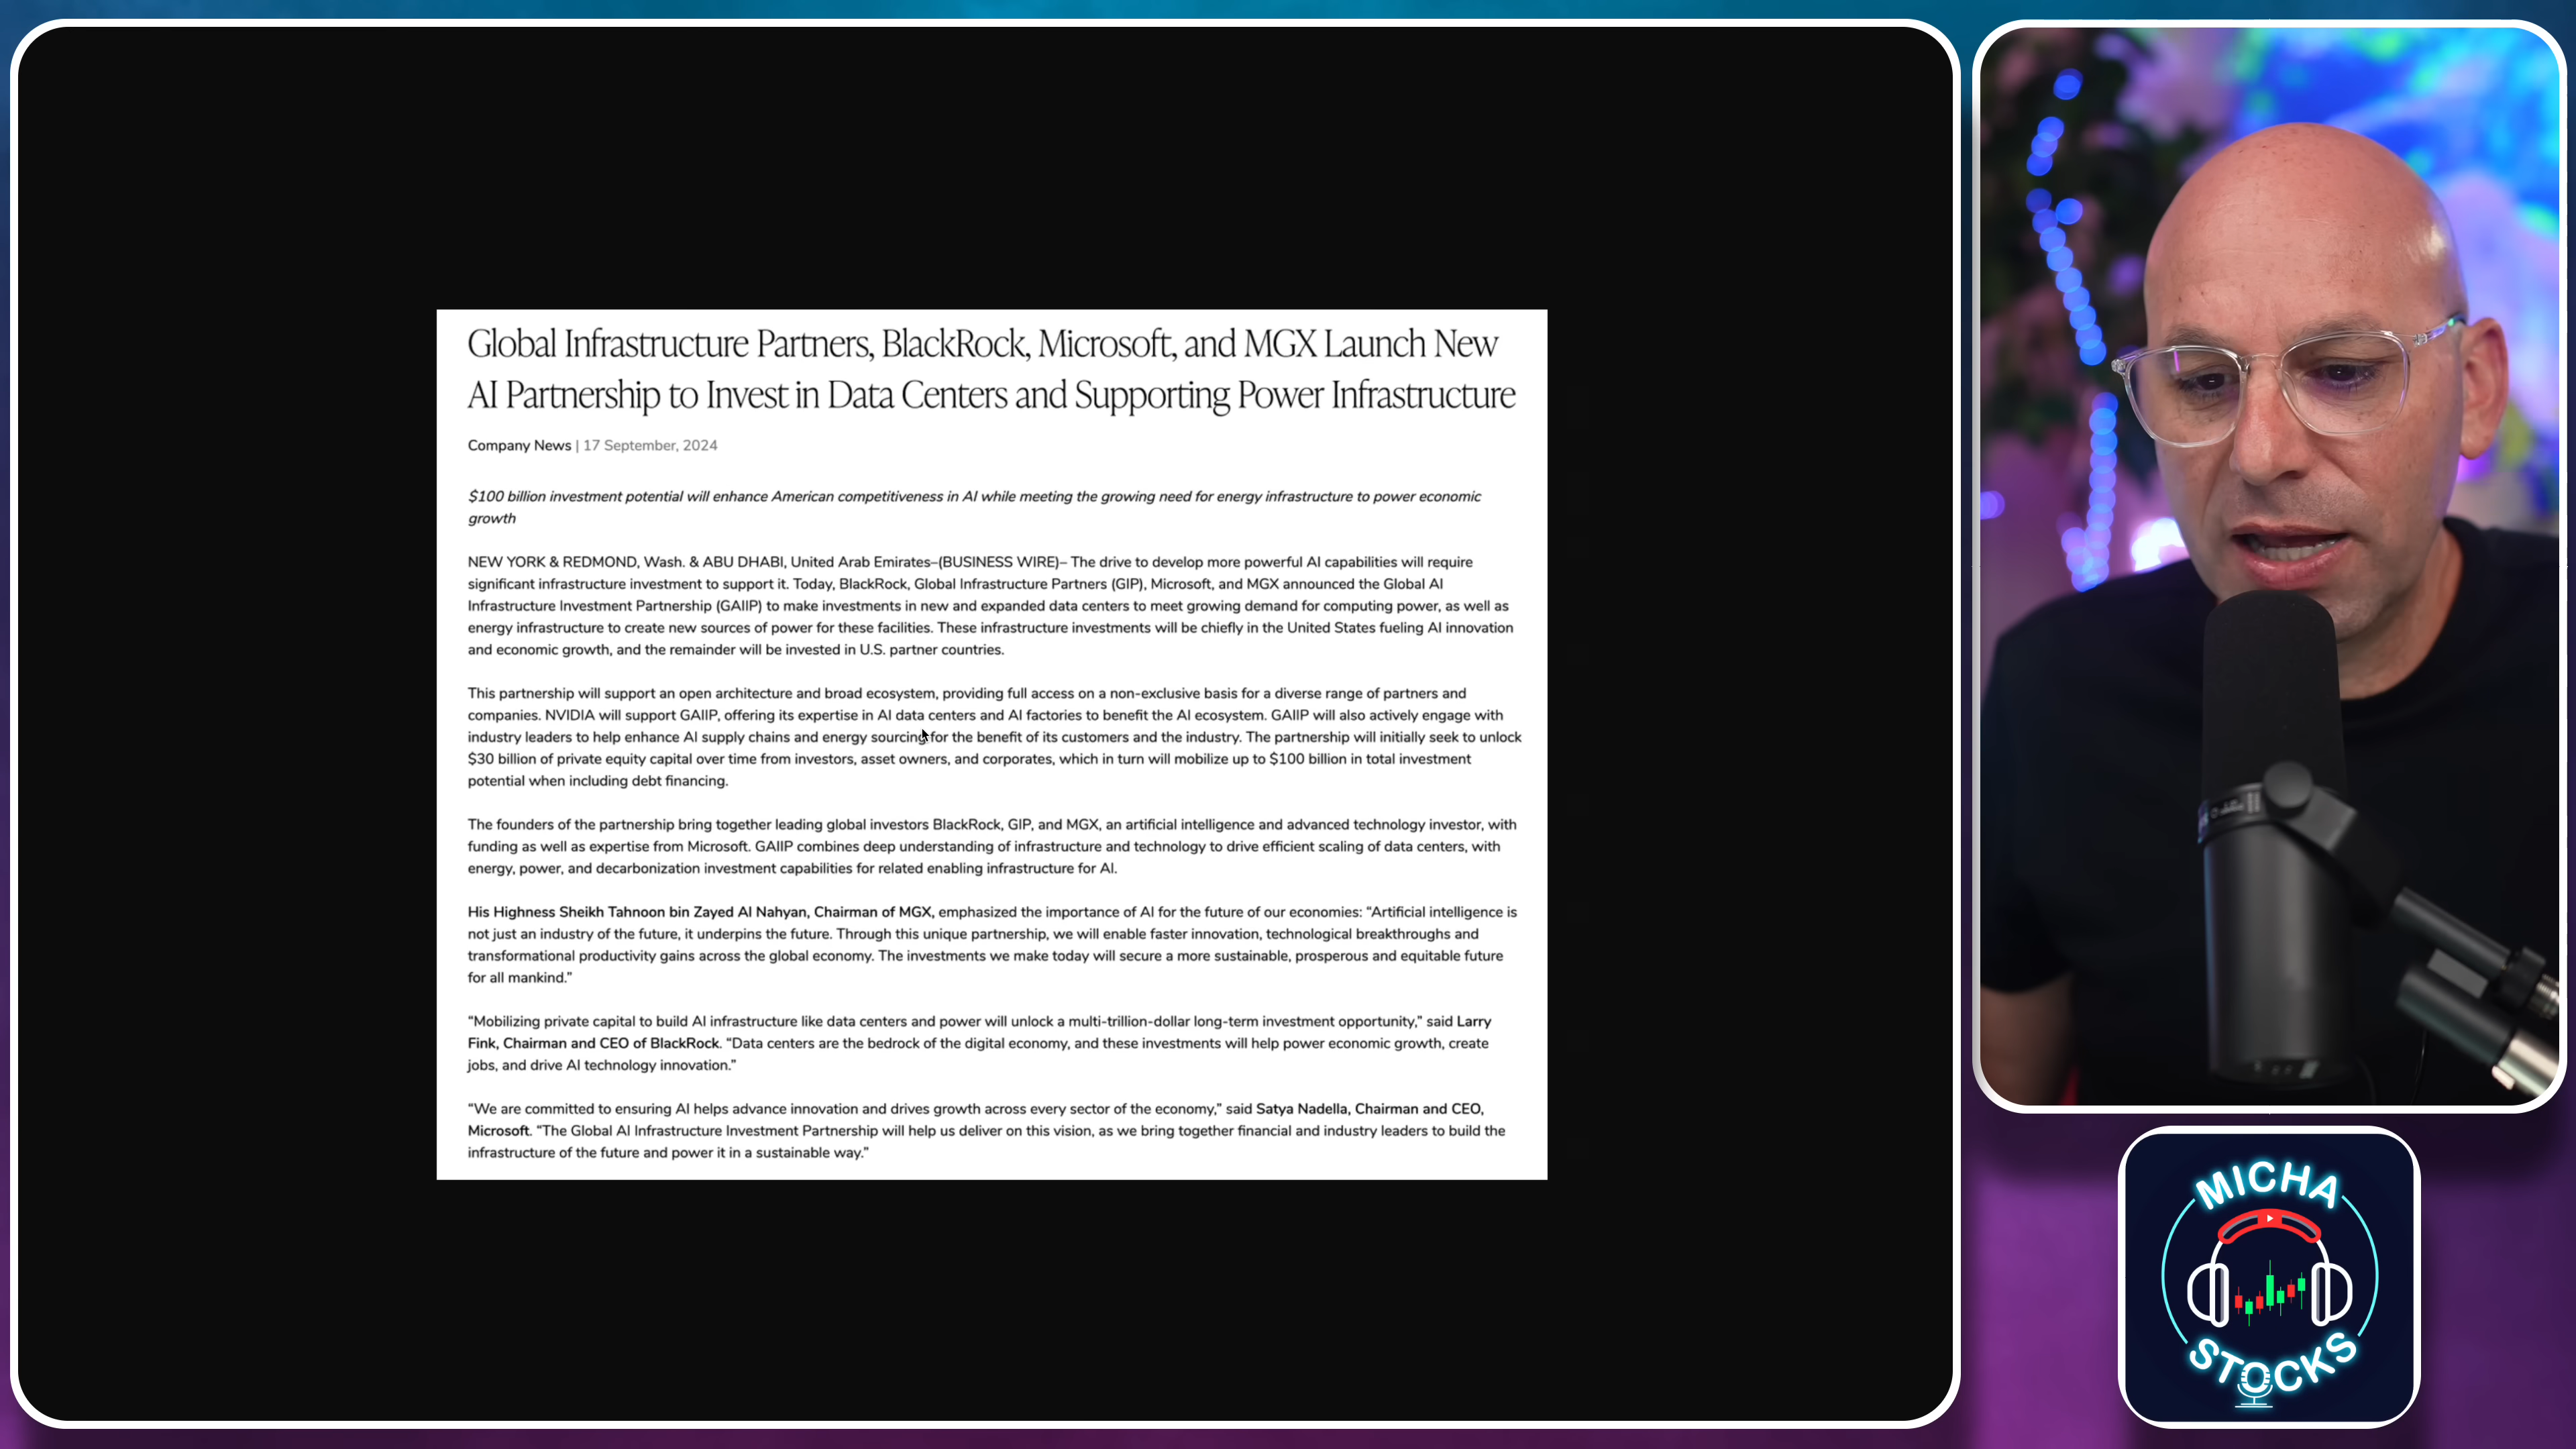 Global Infrastructure Partners, BlackRock, Microsoft, and MGX Launch New
AI Partnership to Invest in Data Centers and Supporting Power Infrastructure
Company News | 17 September, 2024
$100 billion investment potential will enhance American competitiveness in AI while meeting the growing need for energy infrastructure to power economic
growth
NEW YORK & REDMOND, Wash. & ABU DHABI, United Arab Emirates–(BUSINESS WIRE)– The drive to develop more powerful AI capabilities will require
significant infrastructure investment to support it. Today, BlackRock, Global Infrastructure Partners (GIP), Microsoft, and MGX announced the Global AI
Infrastructure Investment Partnership (GAIIP) to make investments in new and expanded data centers to meet growing demand for computing power, as well as
energy infrastructure to create new sources of power for these facilities. These infrastructure investments will be chiefly in the United States fueling AI innovation
and economic growth, and the remainder will be invested in U.S. partner countries.
This partnership will support an open architecture and broad ecosystem, providing full access on a non-exclusive basis for a diverse range of partners and
companies. NVIDIA will support GAIIP, offering its expertise in AI data centers and AI factories to benefit the AI ecosystem. GAIIP will also actively engage with
industry leaders to help enhance AI supply chains and energy sourcing for the benefit of its customers and the industry. The partnership will initially seek to unlock
$30 billion of private equity capital over time from investors, asset owners, and corporates, which in turn will mobilize up to $100 billion in total investment
potential when including debt financing.
The founders of the partnership bring together leading global investors BlackRock, GIP, and MGX, an artificial intelligence and advanced technology investor, with
funding as well as expertise from Microsoft. GAIIP combines deep understanding of infrastructure and technology to drive efficient scaling of data centers, with
energy, power, and decarbonization investment capabilities for related enabling infrastructure for AI.
His Highness Sheikh Tahnoon bin Zayed Al Nahyan, Chairman of MGX, emphasized the importance of AI for the future of our economies: “Artificial intelligence is
not just an industry of the future, it underpins the future. Through this unique partnership, we will enable faster innovation, technological breakthroughs and
transformational productivity gains across the global economy. The investments we make today will secure a more sustainable, prosperous and equitable future
for all mankind.”
“Mobilizing private capital to build AI infrastructure like data centers and power will unlock a multi-trillion-dollar long-term investment opportunity,” said Larry
Fink, Chairman and CEO of BlackRock. “Data centers are the bedrock of the digital economy, and these investments will help power economic growth, create
jobs, and drive AI technology innovation.”
“We are committed to ensuring AI helps advance innovation and drives growth across every sector of the economy,” said Satya Nadella, Chairman and CEO,
Microsoft. “The Global AI Infrastructure Investment Partnership will help us deliver on this vision, as we bring together financial and industry leaders to build the
infrastructure of the future and power it in a sustainable way.”
MICHA
STOCKS